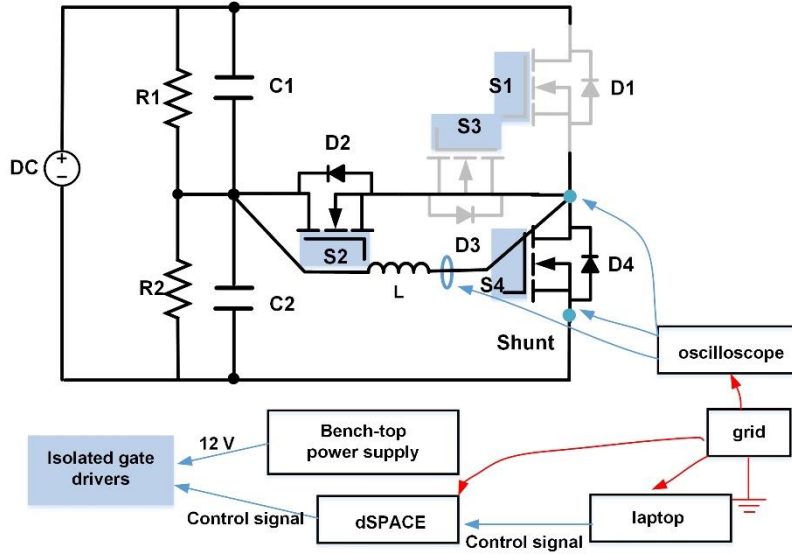 S1
D1
R1
C1
S3
D2
DC
+
−
S2
D3
D4
S4
L
R2
C2
Shunt
oscilloscope
Bench-top
power supply
grid
12 V
Isolated gate
drivers
dSPACE
laptop
Control signal
Control signal